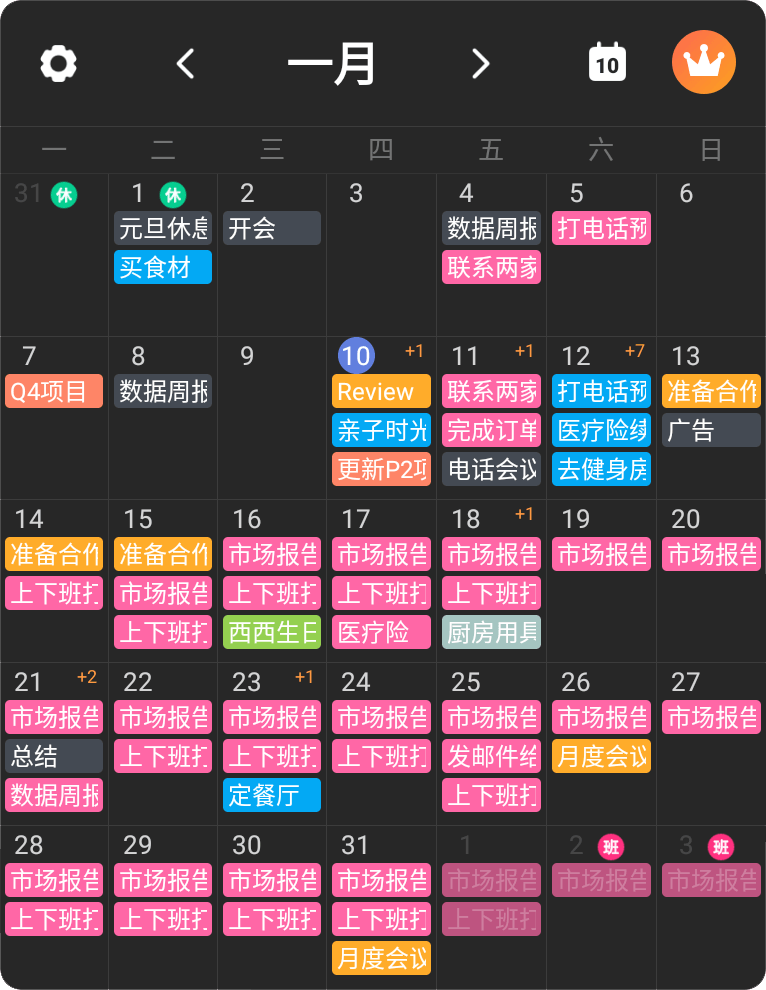 一月
10
一 二 三 四 五 六 日
31 休 1 休 2 3 4 5 6
元旦休息 开会 数据周报 打电话预
买食材 联系两家
7 8 9 10 +1 11 +1 12 +7 13
Q4项目 数据周报 Review 联系两家 打电话预 准备合作
亲子时光 完成订单 医疗险续 广告
更新P2项 电话会议 去健身房
14 15 16 17 18 +1 19 20
准备合作 准备合作 市场报告 市场报告 市场报告 市场报告 市场报告
上下班打 市场报告 上下班打 上下班打 上下班打
上下班打 西西生日 医疗险 厨房用具
21 +2 22 23 +1 24 25 26 27
市场报告 市场报告 市场报告 市场报告 市场报告 市场报告 市场报告
总结 上下班打 上下班打 上下班打 发邮件给 月度会议
数据周报 定餐厅 上下班打
28 29 30 31 1 2 班 3 班
市场报告 市场报告 市场报告 市场报告 市场报告 市场报告 市场报告
上下班打 上下班打 上下班打 上下班打 上下班打
月度会议